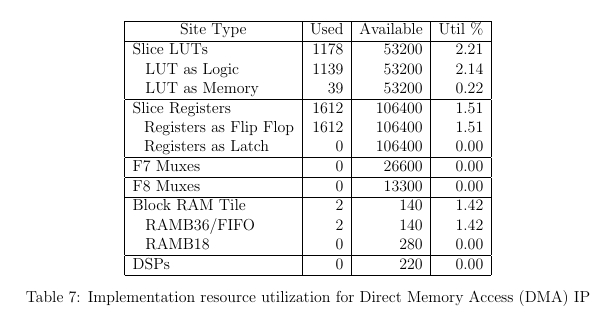 Site Type Used Available Util %
Slice LUTs 1178 53200 2.21
LUT as Logic 1139 53200 2.14
LUT as Memory 39 53200 0.22
Slice Registers 1612 106400 1.51
Registers as Flip Flop 1612 106400 1.51
Registers as Latch 0 106400 0.00
F7 Muxes 0 26600 0.00
F8 Muxes 0 13300 0.00
Block RAM Tile 2 140 1.42
RAMB36/FIFO 2 140 1.42
RAMB18 0 280 0.00
DSPs 0 220 0.00
Table 7: Implementation resource utilization for Direct Memory Access (DMA) IP